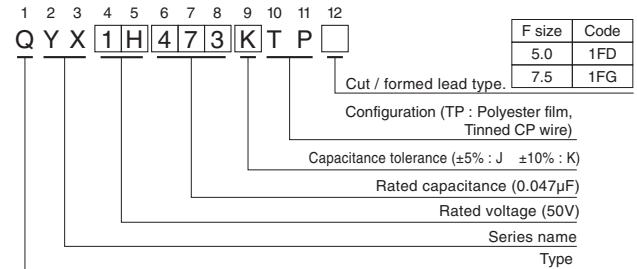 1 2 3 4 5 6 7 8 9 10 11 12
Q Y X 1 H 4 7 3 K T P
F size Code
5.0 1FD
7.5 1FG
Cut / formed lead type.
Configuration (TP : Polyester film,
Tinned CP wire)
Capacitance tolerance (±5% : J ±10% : K)
Rated capacitance (0.047µF)
Rated voltage (50V)
Series name
Type